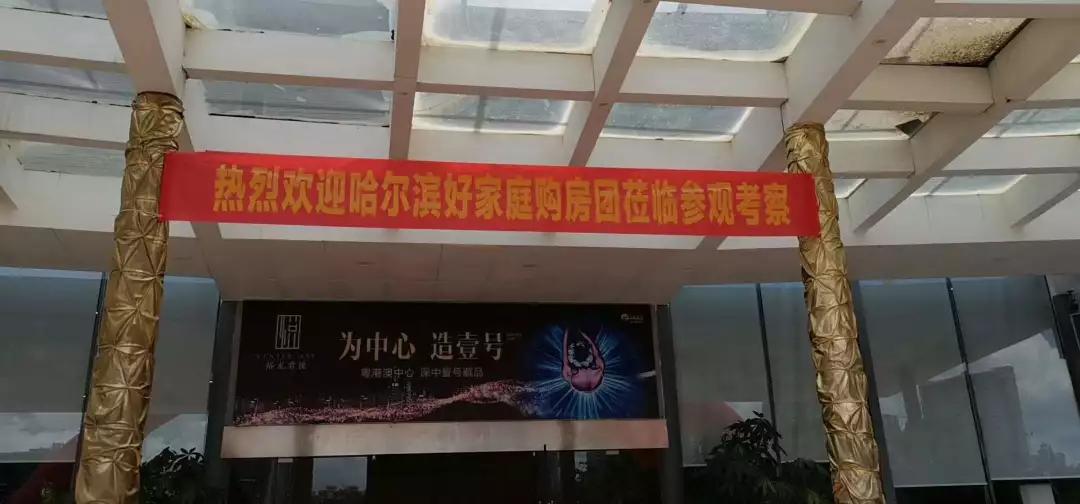 热烈欢迎哈尔滨好家庭购房团莅临参观考察
为中心 造壹号
粤港澳中心 深中壹号藏品